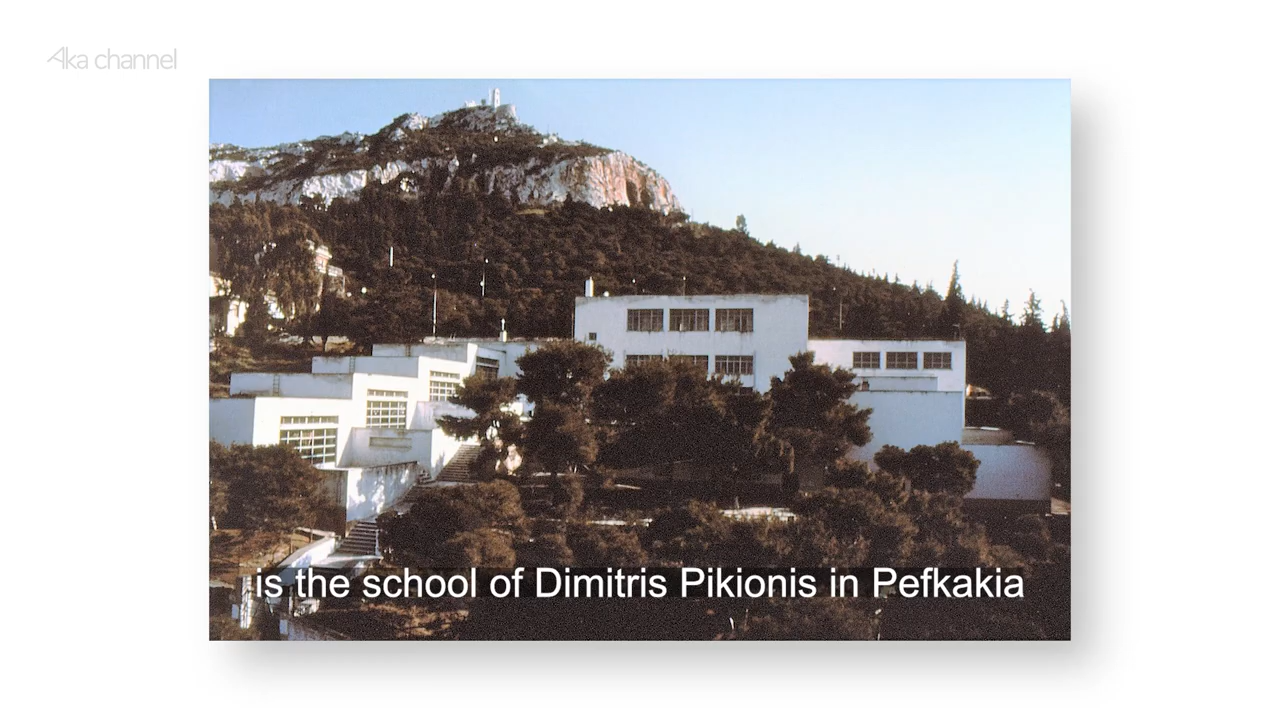 Aka channel
is the school of Dimitris Pikionis in Pefkakia